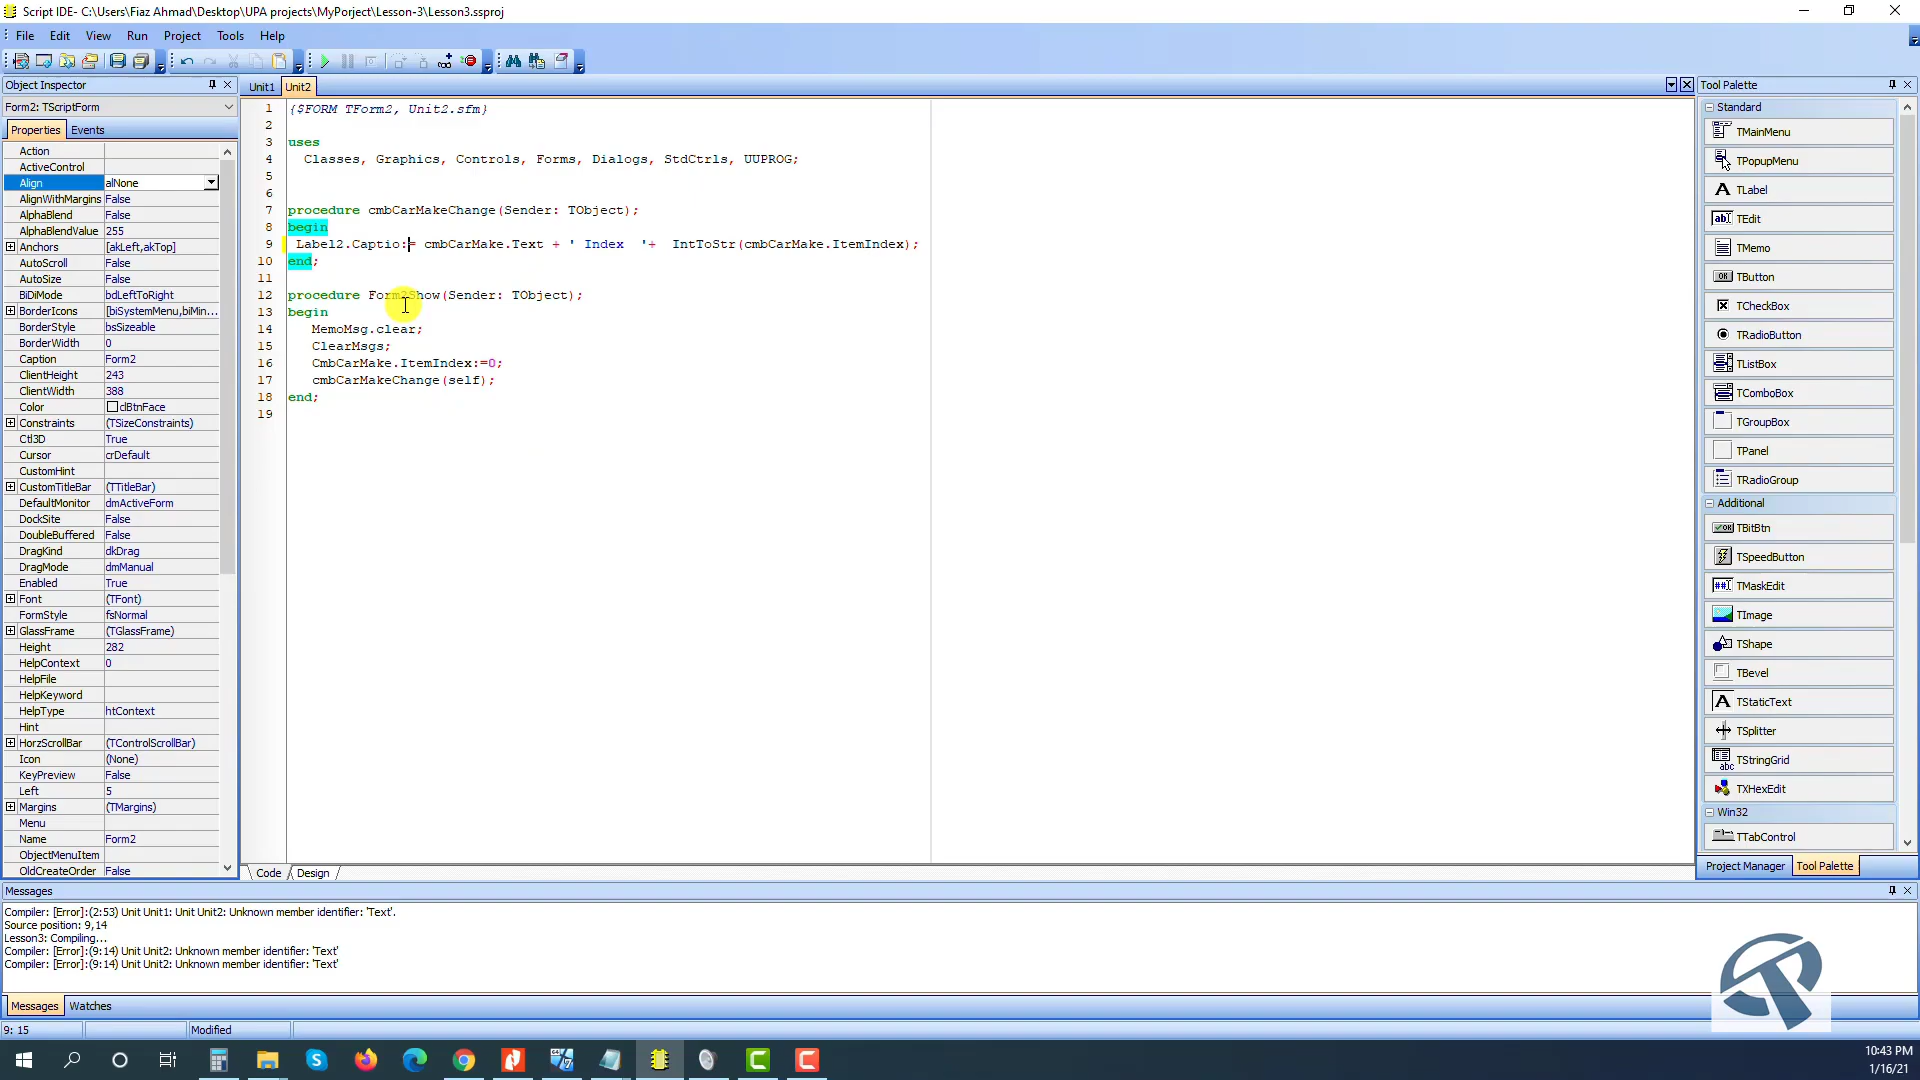 Script IDE- C:\Users\Fiaz Ahmad\Desktop\UPA projects\MyPorject\Lesson-3\Lesson3.ssproj
File Edit View Run Project Tools Help
Object Inspector
Form2: TScriptForm
Properties Events
Action
ActiveControl
Align alNone
AlignWithMargins False
AlphaBlend False
AlphaBlendValue 255
Anchors [akLeft,akTop]
AutoScroll False
AutoSize False
BiDiMode bdLeftToRight
BorderIcons [biSystemMenu,biMin...
BorderStyle bsSizeable
BorderWidth 0
Caption Form2
ClientHeight 243
ClientWidth 388
Color clBtnFace
Constraints (TSizeConstraints)
Ctl3D True
Cursor crDefault
CustomHint
CustomTitleBar (TTitleBar)
DefaultMonitor dmActiveForm
DockSite False
DoubleBuffered False
DragKind dkDrag
DragMode dmManual
Enabled True
Font (TFont)
FormStyle fsNormal
GlassFrame (TGlassFrame)
Height 282
HelpContext 0
HelpFile
HelpKeyword
HelpType htContext
Hint
HorzScrollBar (TControlScrollBar)
Icon (None)
KeyPreview False
Left 5
Margins (TMargins)
Menu
Name Form2
ObjectMenuItem
OldCreateOrder False
Unit1 Unit2
1 {$FORM TForm2, Unit2.sfm}
2
3 uses
4 Classes, Graphics, Controls, Forms, Dialogs, StdCtrls, UUPROG;
5
6
7 procedure cmbCarMakeChange(Sender: TObject);
8 begin
9 Label2.Captio:= cmbCarMake.Text + ' Index '+ IntToStr(cmbCarMake.ItemIndex);
10 end;
11
12 procedure Form2Show(Sender: TObject);
13 begin
14 MemoMsg.clear;
15 ClearMsgs;
16 CmbCarMake.ItemIndex:=0;
17 cmbCarMakeChange(self);
18 end;
19
Code Design
Tool Palette
Standard
TMainMenu
TPopupMenu
TLabel
TEdit
TMemo
TButton
TCheckBox
TRadioButton
TListBox
TComboBox
TGroupBox
TPanel
TRadioGroup
Additional
TBitBtn
TSpeedButton
TMaskEdit
TImage
TShape
TBevel
TStaticText
TSplitter
TStringGrid
TXHexEdit
Win32
TTabControl
Project Manager Tool Palette
Messages
Compiler: [Error]:(2:53) Unit Unit1: Unit Unit2: Unknown member identifier: 'Text'.
Source position: 9,14
Lesson3: Compiling...
Compiler: [Error]:(9:14) Unit Unit2: Unknown member identifier: 'Text'
Compiler: [Error]:(9:14) Unit Unit2: Unknown member identifier: 'Text'
Messages Watches
9: 15 Modified
10:43 PM
1/16/21